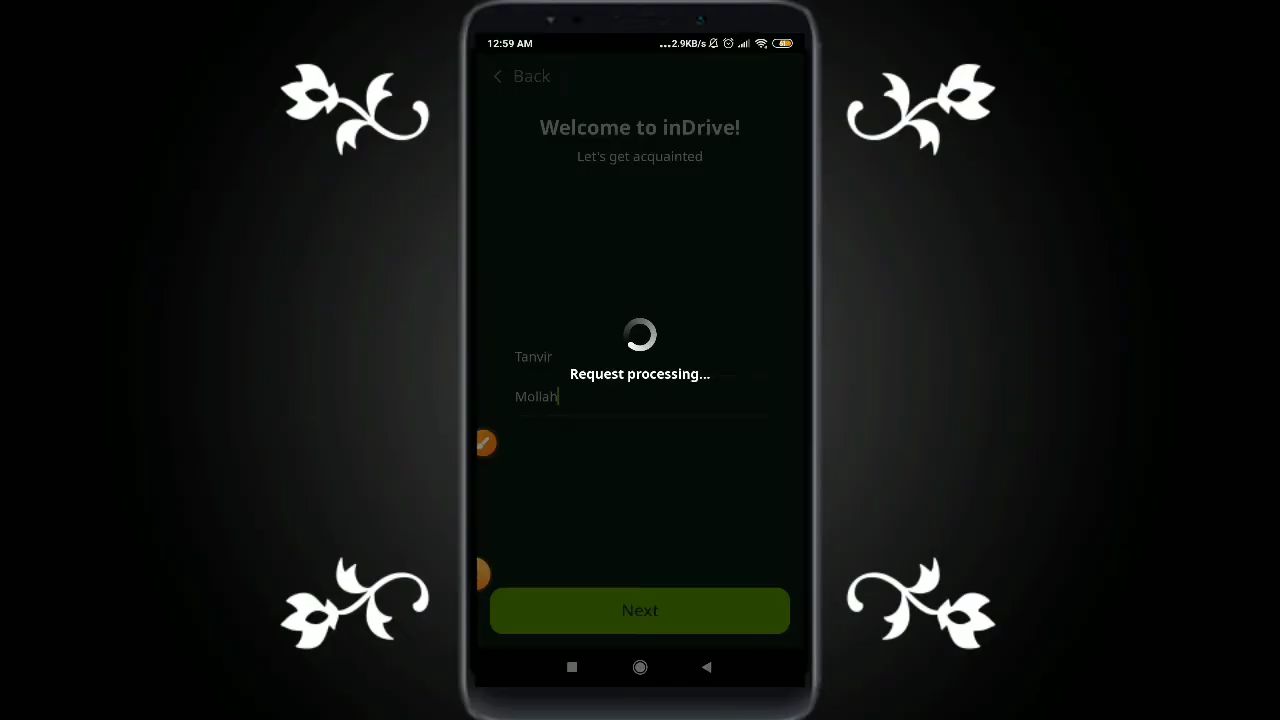 12:59 AM
...2.9KB/s
Back
Welcome to inDrive!
Let's get acquainted
Tanvir
Request processing...
Mollah
Next